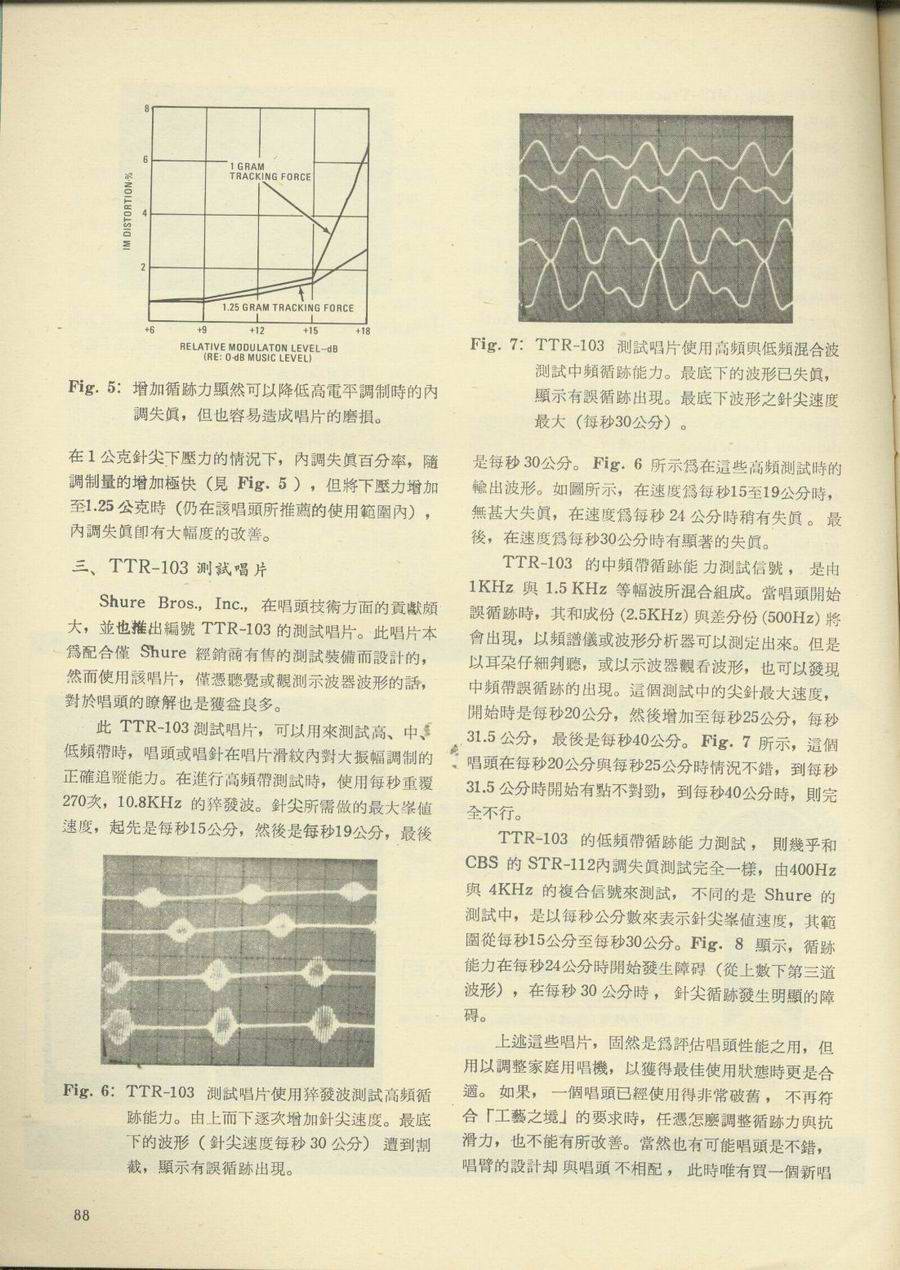 8
6
4
2
IM DISTORTION-%
1 GRAM
TRACKING FORCE
1.25 GRAM TRACKING FORCE
+6 +9 +12 +15 +18
RELATIVE MODULATON LEVEL-dB
(RE: 0-dB MUSIC LEVEL)
Fig. 5: 增加循跡力顯然可以降低高電平調制時的內
調失眞，但也容易造成唱片的磨損。
在1公克針尖下壓力的情況下，內調失眞百分率，隨
調制量的增加極快（見 Fig. 5 ），但將下壓力增加
至1.25公克時（仍在該唱頭所推薦的使用範圍內），
內調失眞卽有大幅度的改善。
三、TTR-103 測試唱片
Shure Bros., Inc., 在唱頭技術方面的貢獻頗
大，並也推出編號 TTR-103 的測試唱片。此唱片本
爲配合僅 Shure 經銷商有售的測試裝備而設計的，
然而使用該唱片，僅憑聽覺或觀測示波器波形的話，
對於唱頭的瞭解也是獲益良多。
此 TTR-103 測試唱片，可以用來測試高、中、
低頻帶時，唱頭或唱針在唱片滑紋內對大振幅調制的
正確追蹤能力。在進行高頻帶測試時，使用每秒重覆
270次，10.8KHz 的猝發波。針尖所需做的最大峯値
速度，起先是每秒15公分，然後是每秒19公分，最後
Fig. 6: TTR-103 測試唱片使用猝發波測試高頻循
跡能力。由上而下逐次增加針尖速度。最底
下的波形（針尖速度每秒 30 公分）遭到割
截，顯示有誤循跡出現。
88
Fig. 7: TTR-103 測試唱片使用高頻與低頻混合波
測試中頻循跡能力。最底下的波形已失眞，
顯示有誤循跡出現。最底下波形之針尖速度
最大（每秒30公分）。
是每秒30公分。 Fig. 6 所示爲在這些高頻測試時的
輸出波形。如圖所示，在速度爲每秒15至19公分時，
無甚大失眞，在速度爲每秒 24 公分時稍有失眞。 最
後，在速度爲每秒30公分時有顯著的失眞。
TTR-103 的中頻帶循跡能力測試信號， 是由
1KHz 與 1.5 KHz 等幅波所混合組成。當唱頭開始
誤循跡時，其和成份 (2.5KHz) 與差分份 (500Hz) 將
會出現，以頻譜儀或波形分析器可以測定出來。但是
以耳朶仔細判聽，或以示波器觀看波形，也可以發現
中頻帶誤循跡的出現。這個測試中的尖針最大速度，
開始時是每秒20公分，然後增加至每秒25公分，每秒
31.5 公分， 最後是每秒40公分。 Fig. 7 所示，這個
唱頭在每秒20公分與每秒25公分時情況不錯，到每秒
31.5 公分時開始有點不對勁，到每秒40公分時，則完
全不行。
TTR-103 的低頻帶循跡能力測試， 則幾乎和
CBS 的 STR-112內調失眞測試完全一樣，由400Hz
與 4KHz 的複合信號來測試， 不同的是 Shure 的
測試中，是以每秒公分數來表示針尖峯値速度，其範
圍從每秒15公分至每秒30公分。Fig. 8 顯示，循跡
能力在每秒24公分時開始發生障碍（從上數下第三道
波形），在每秒 30 公分時， 針尖循跡發生明顯的障
碍。
上述這些唱片，固然是爲評估唱頭性能之用，但
用以調整家庭用唱機，以獲得最佳使用狀態時更是合
適。 如果， 一個唱頭已經使用得非常破舊， 不再符
合「工藝之境」的要求時，任憑怎麽調整循跡力與抗
滑力，也不能有所改善。當然也有可能唱頭是不錯，
唱臂的設計却與唱頭不相配， 此時唯有買一個新唱